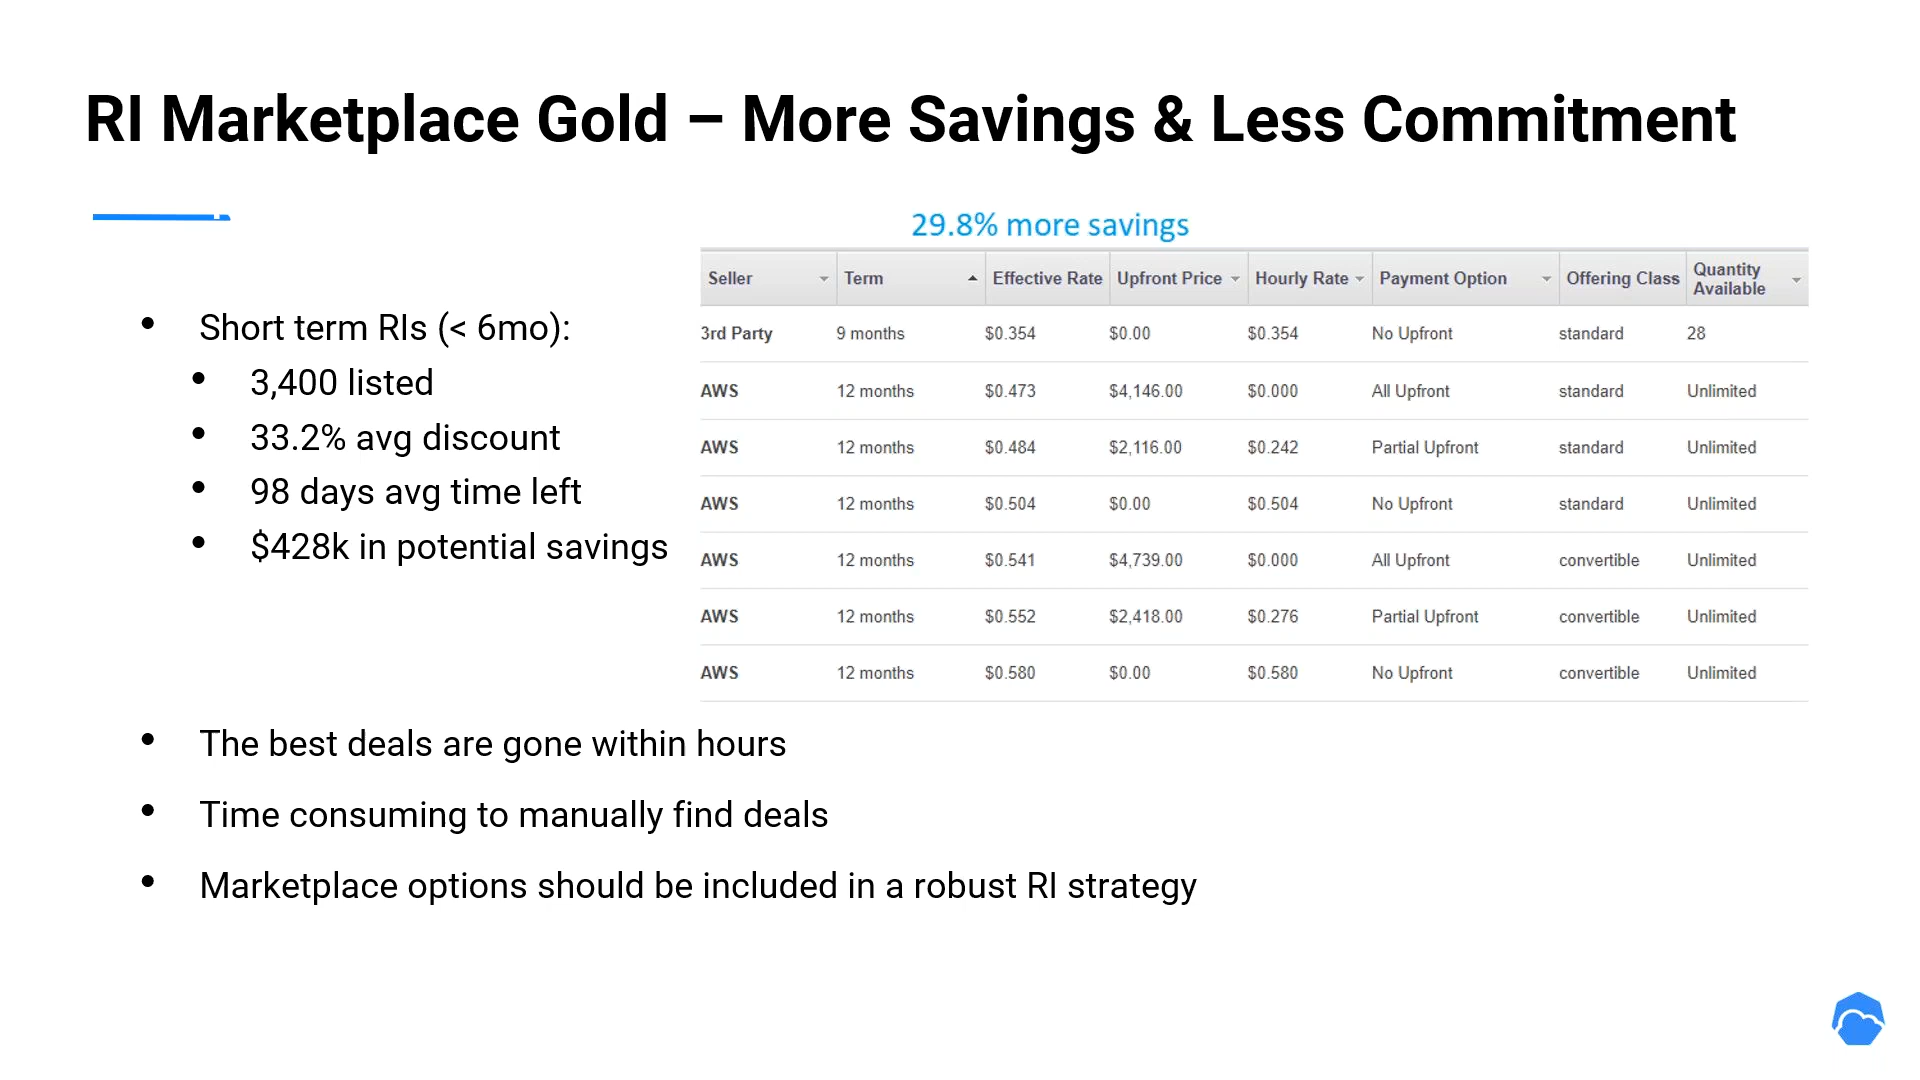 RI Marketplace Gold – More Savings & Less Commitment
29.8% more savings
Seller Term Effective Rate Upfront Price Hourly Rate Payment Option Offering Class Quantity Available
3rd Party 9 months $0.354 $0.00 $0.354 No Upfront standard 28
AWS 12 months $0.473 $4,146.00 $0.000 All Upfront standard Unlimited
AWS 12 months $0.484 $2,116.00 $0.242 Partial Upfront standard Unlimited
AWS 12 months $0.504 $0.00 $0.504 No Upfront standard Unlimited
AWS 12 months $0.541 $4,739.00 $0.000 All Upfront convertible Unlimited
AWS 12 months $0.552 $2,418.00 $0.276 Partial Upfront convertible Unlimited
AWS 12 months $0.580 $0.00 $0.580 No Upfront convertible Unlimited
• Short term RIs (< 6mo):
• 3,400 listed
• 33.2% avg discount
• 98 days avg time left
• $428k in potential savings
• The best deals are gone within hours
• Time consuming to manually find deals
• Marketplace options should be included in a robust RI strategy